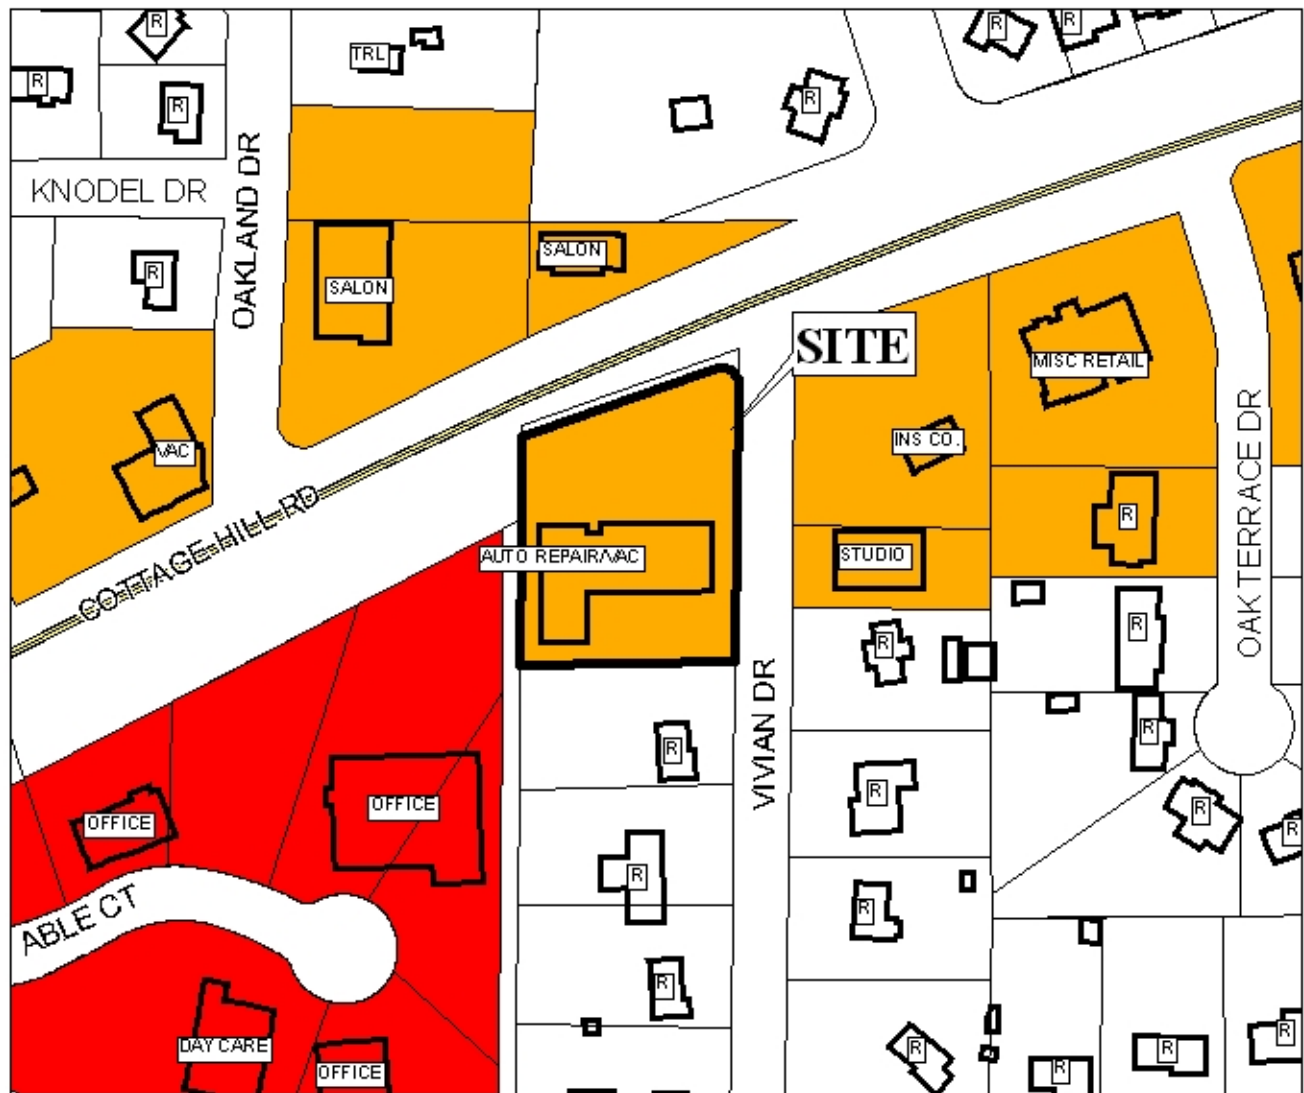 R
R
R
TRL
R
R
R
KNODEL DR
OAKLAND DR
R
SALON
SALON
SITE
MISC RETAIL
VAC
INS CO.
COTTAGE HILL RD
AUTO REPAIR/VAC
STUDIO
R
OAK TERRACE DR
R
R
R
R
VIVIAN DR
R
R
R
OFFICE
OFFICE
R
R
ABLE CT
R
DAY CARE
OFFICE
R
R
R
R